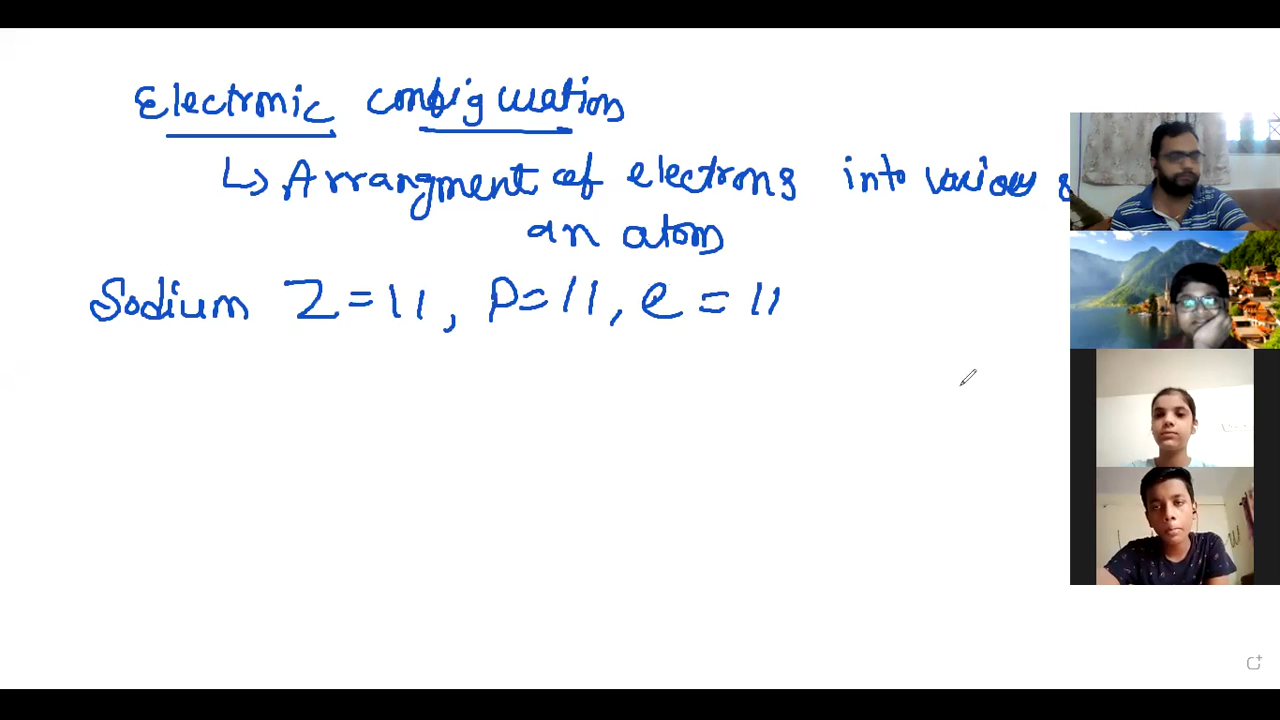 Electronic configuration
↳ Arrangment of electrons into various
an atom
Sodium Z = 11, P = 11, e = 11